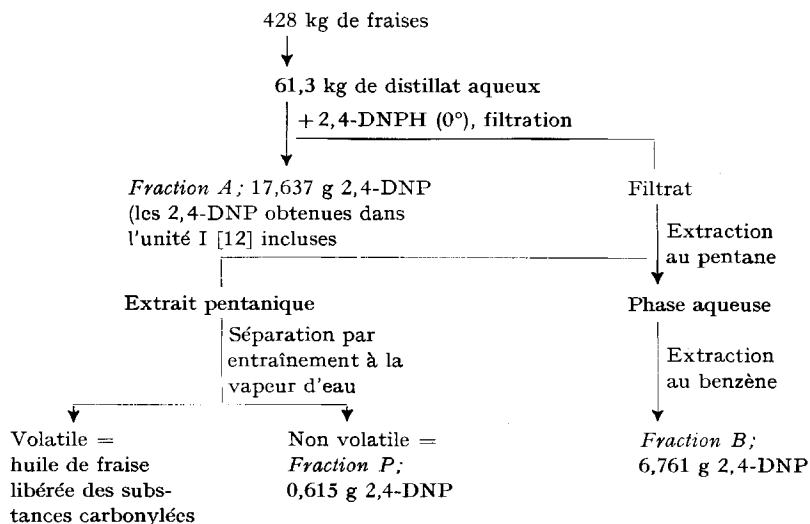 428 kg de fraises
61,3 kg de distillat aqueux
+ 2,4-DNPH (0°), filtration
Fraction A; 17,637 g 2,4-DNP
(les 2,4-DNP obtenues dans
l'unité I [12] incluses
Filtrat
Extraction
au pentane
Extrait pentanique
Phase aqueuse
Séparation par
entraînement à la
vapeur d'eau
Extraction
au benzène
Volatile =
huile de fraise
libérée des subs-
tances carbonylées
Non volatile =
Fraction P;
0,615 g 2,4-DNP
Fraction B;
6,761 g 2,4-DNP